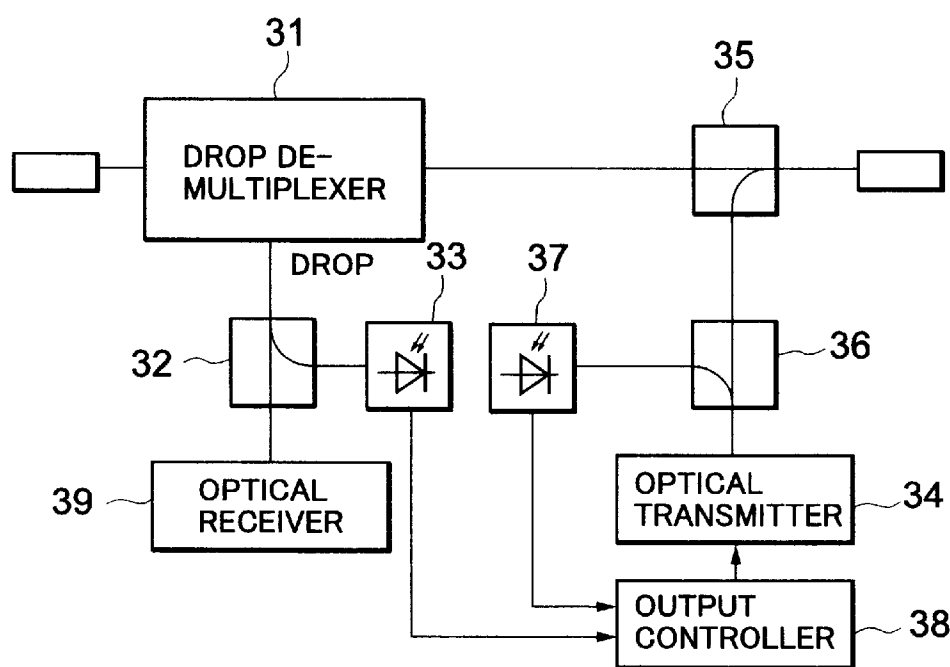 31
35
DROP DE-
MULTIPLEXER
DROP
33
37
32
36
39
OPTICAL
RECEIVER
OPTICAL
TRANSMITTER
34
OUTPUT
CONTROLLER
38